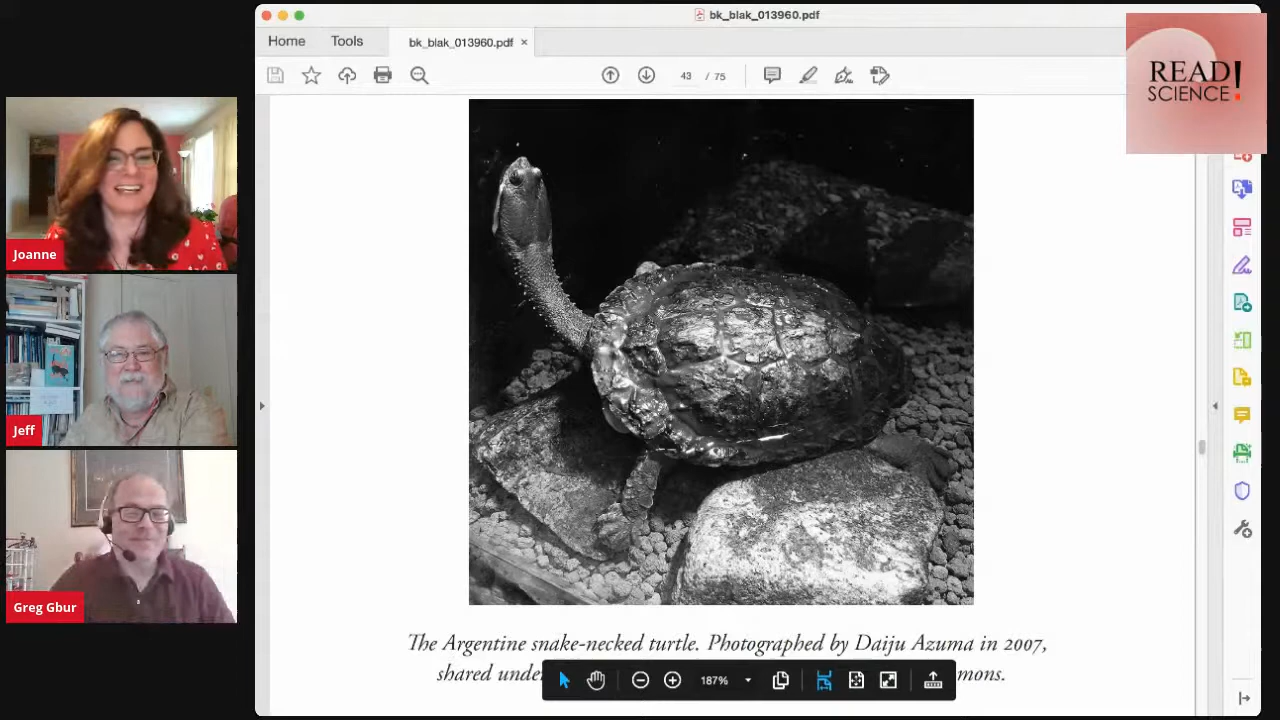 bk_blak_013960.pdf
Home
Tools
bk_blak_013960.pdf
43 / 75
READ
SCIENCE!
Joanne
Jeff
Greg Gbur
The Argentine snake-necked turtle. Photographed by Daiju Azuma in 2007,
shared unde mons.
187%